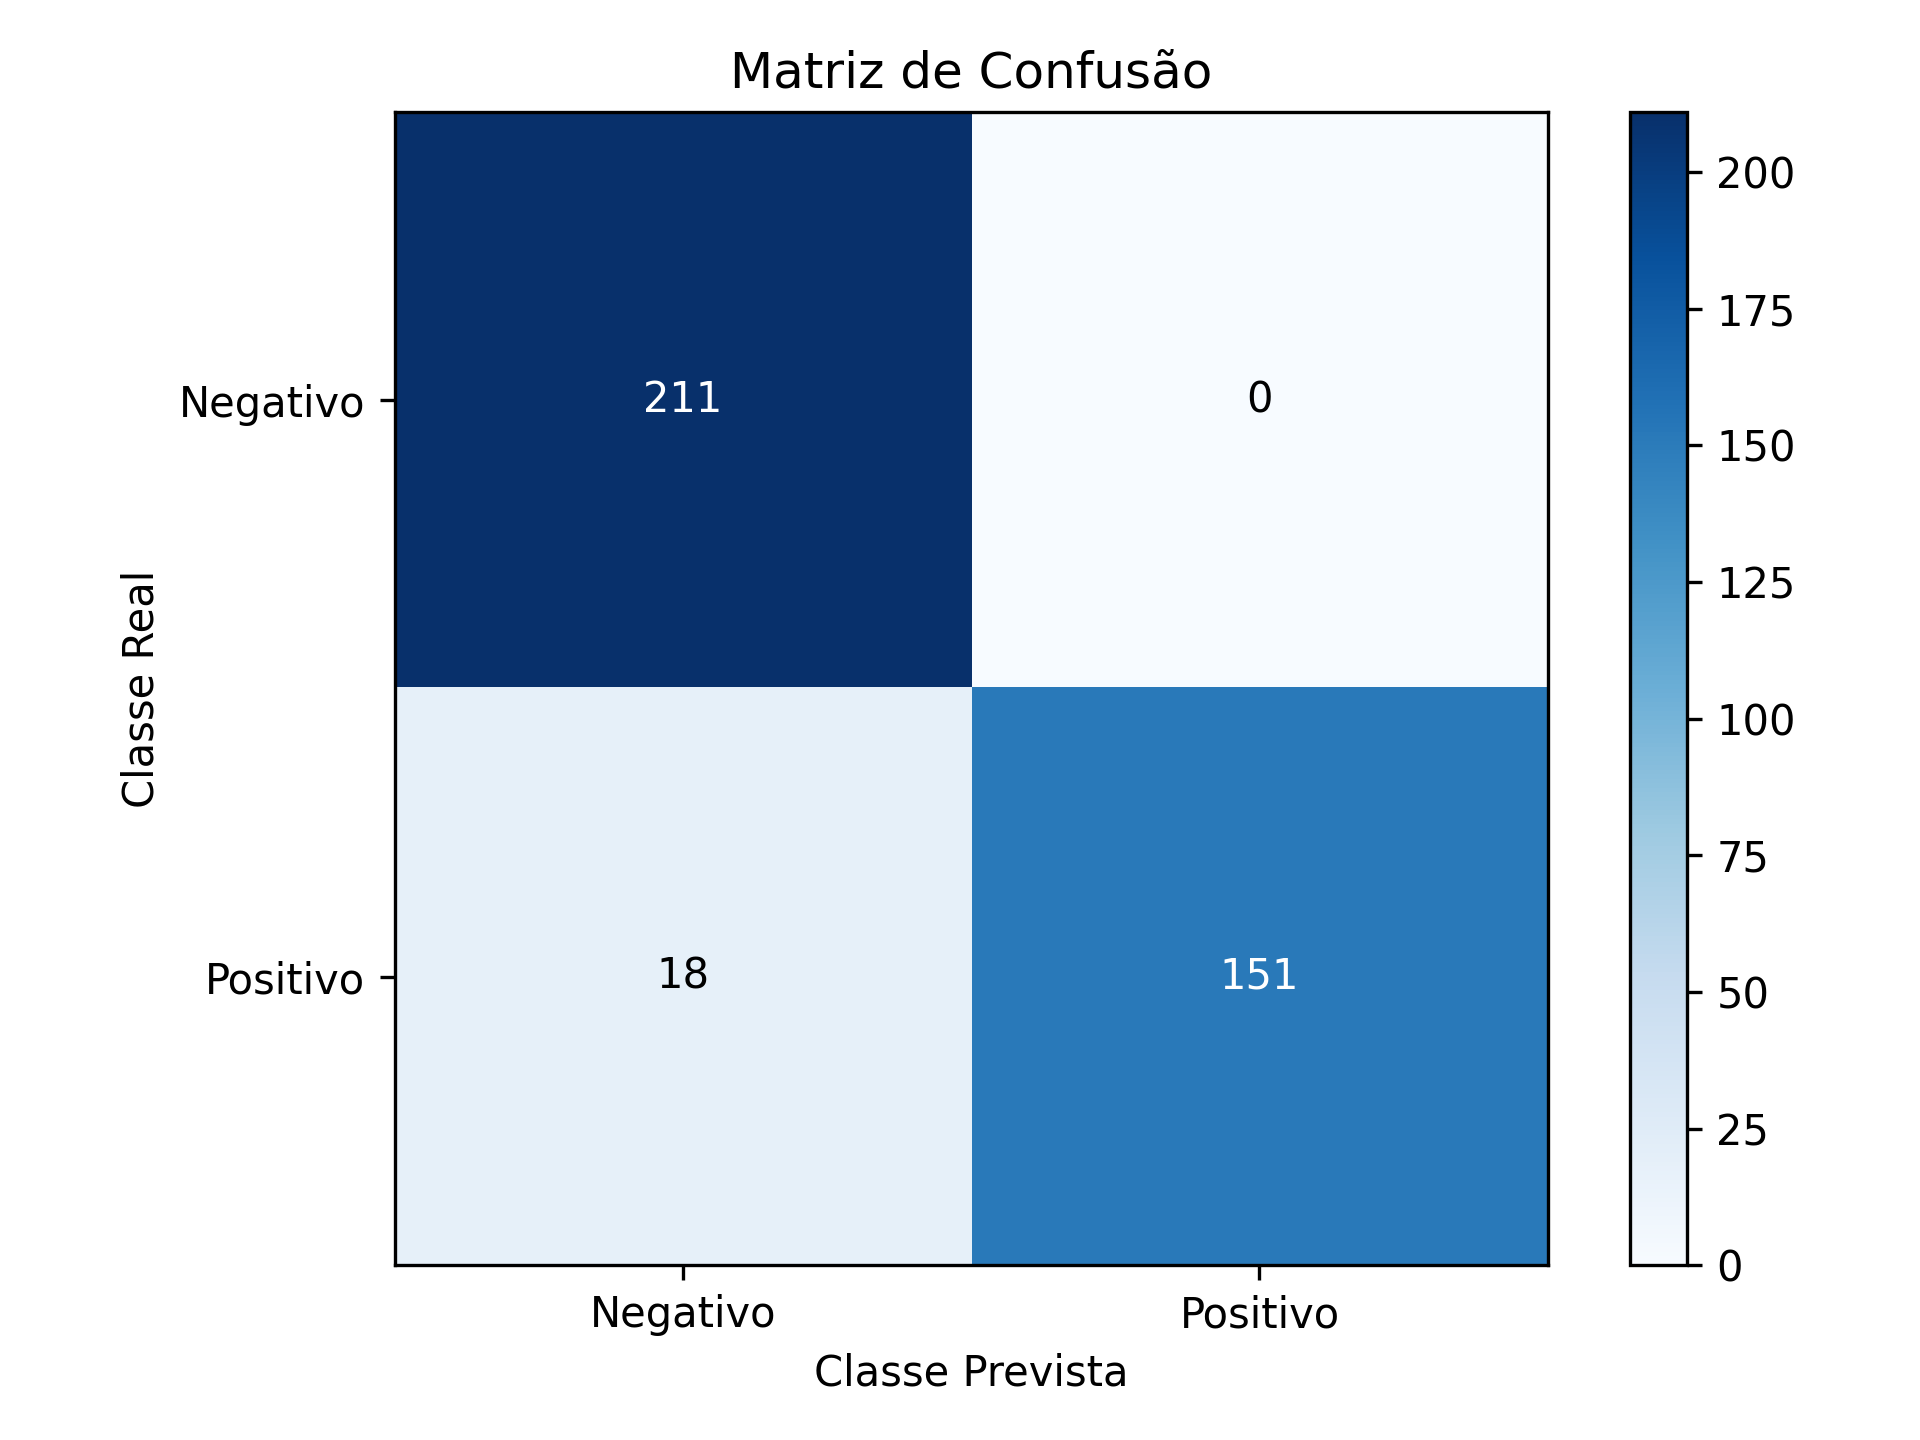 Matriz de Confusão
200
175
150
125
100
75
50
25
0
Classe Real
Negativo
211
0
Positivo
18
151
Negativo
Positivo
Classe Prevista